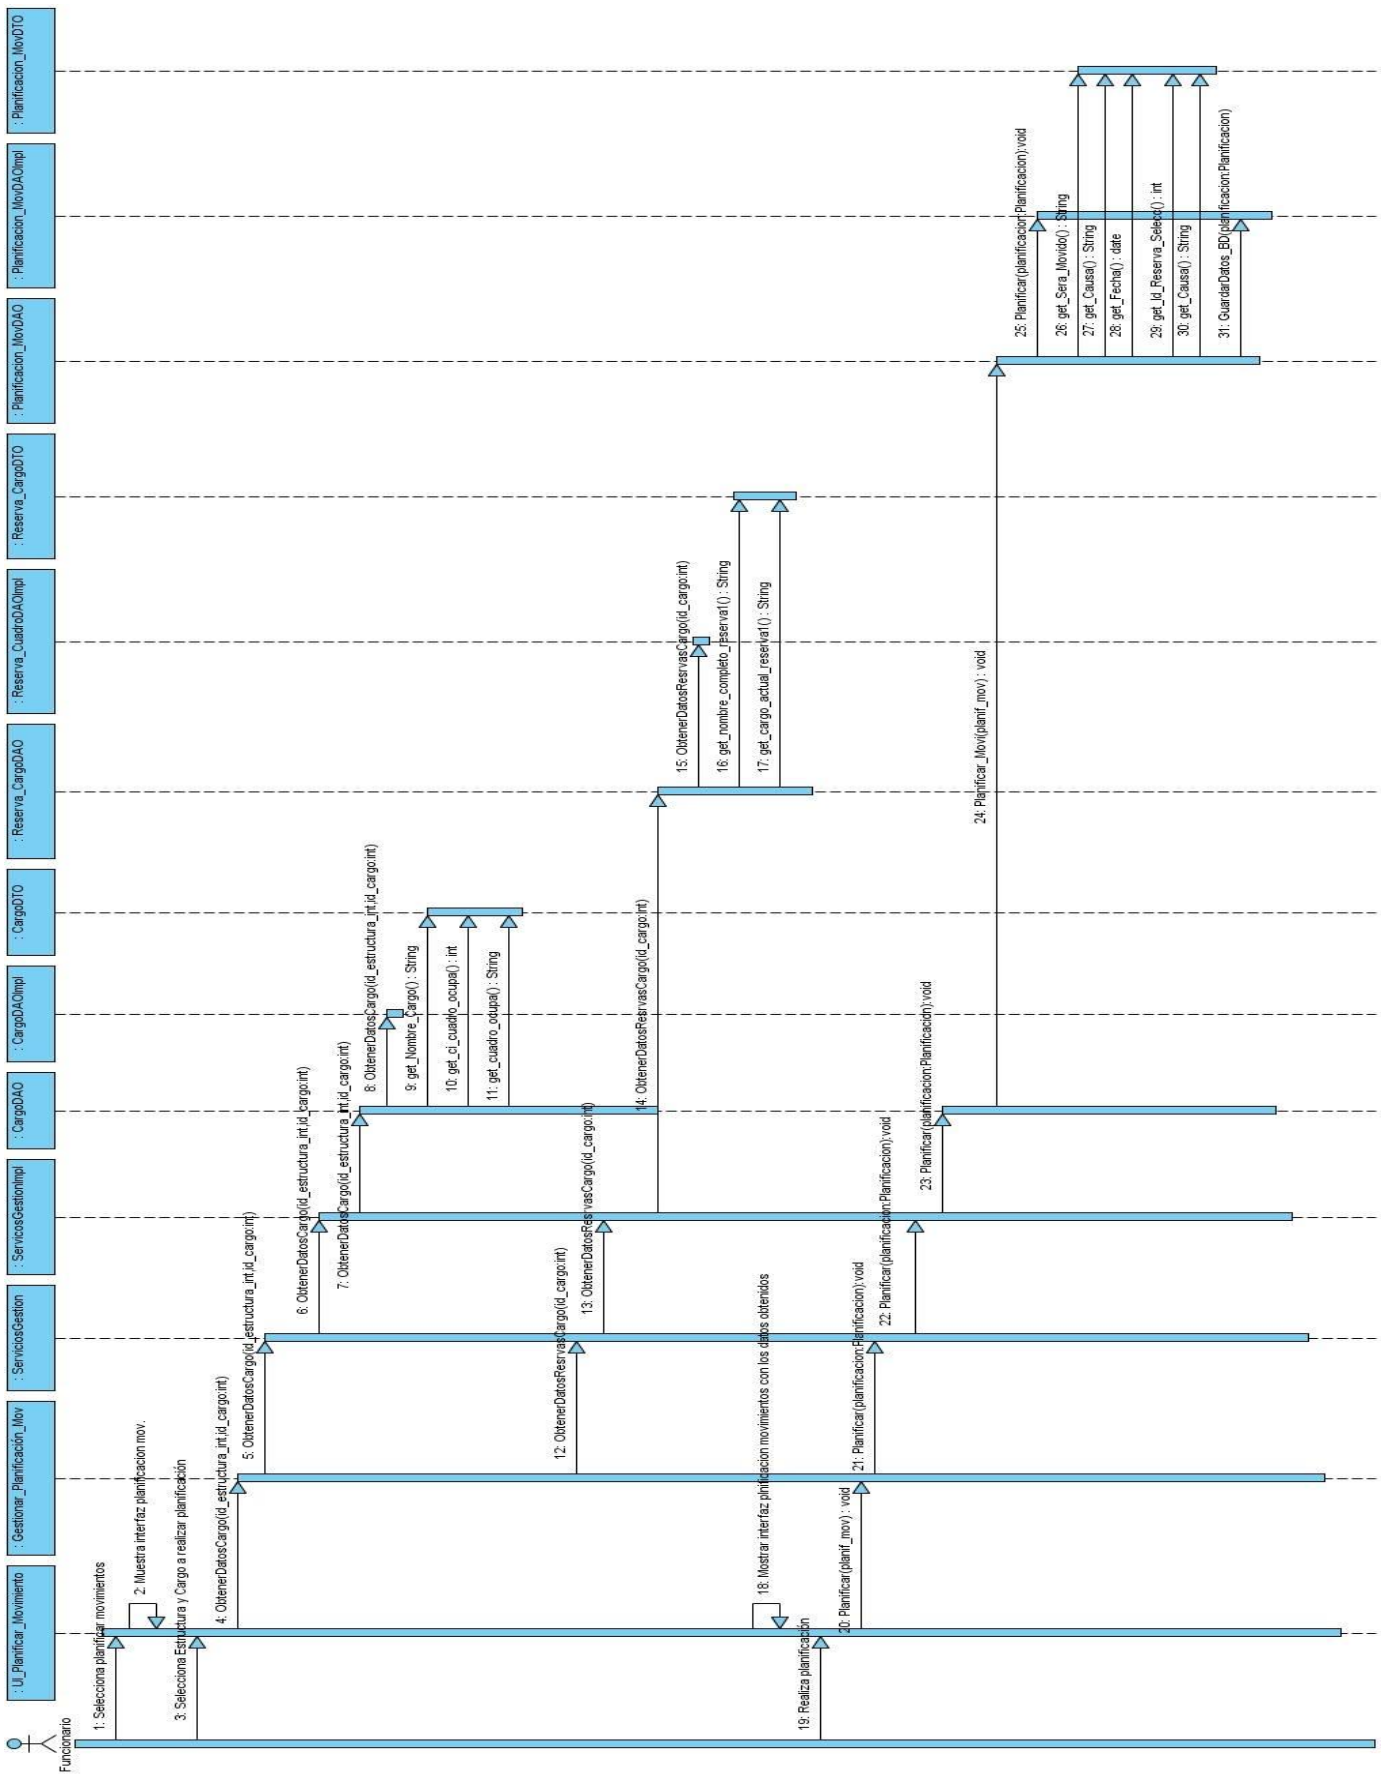 Funcionario
: UI_Planificar_Movimiento
: Gestionar_Planificación_Mov
: ServiciosGestion
: ServicosGestionImpl
: CargoDAO
: CargoDAOImpl
: CargoDTO
: Reserva_CargoDAO
: Reserva_CuadroDAOImpl
: Reserva_CargoDTO
: Planificacion_MovDAO
: Planificacion_MovDAOImpl
: Planificacion_MovDTO
1: Selecciona planificar movimientos
2: Muestra interfaz planificacion mov.
3: Selecciona Estructura y Cargo a realizar planificación
4: ObtenerDatosCargo(id_estructura_int,id_cargo:int)
5: ObtenerDatosCargo(id_estructura_int,id_cargo:int)
6: ObtenerDatosCargo(id_estructura_int,id_cargo:int)
7: ObtenerDatosCargo(id_estructura_int,id_cargo:int)
8: ObtenerDatosCargo(id_estructura_int,id_cargo:int)
9: get_Nombre_Cargo() : String
10: get_ci_cuadro_ocupa() : int
11: get_cuadro_ocupa() : String
12: ObtenerDatosResrvasCargo(id_cargo:int)
13: ObtenerDatosResrvasCargo(id_cargo:int)
14: ObtenerDatosResrvasCargo(id_cargo:int)
15: ObtenerDatosResrvasCargo(id_cargo:int)
16: get_nombre_completo_reserva1() : String
17: get_cargo_actual_reserva1() : String
18: Mostrar interfaz plnificacion movimientos con los datos obtenidos
19: Realiza planificación
20: Planificar(planif_mov) : void
21: Planificar(planificacion:Planificacion):void
22: Planificar(planificacion:Planificacion):void
23: Planificar(planificacion:Planificacion):void
24: Planificar_Movi(planif_mov) : void
25: Planificar(planificacion:Planificacion):void
26: get_Sera_Movido() : String
27: get_Causa() : String
28: get_Fecha() : date
29: get_Id_Reserva_Selecc() : int
30: get_Causa() : String
31: GuardarDatos_BD(planificacion:Planificacion)